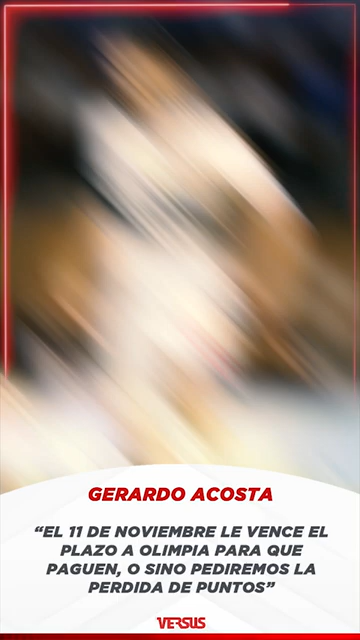 GERARDO ACOSTA
“EL 11 DE NOVIEMBRE LE VENCE EL
PLAZO A OLIMPIA PARA QUE
PAGUEN, O SINO PEDIREMOS LA
PERDIDA DE PUNTOS”
VERSUS